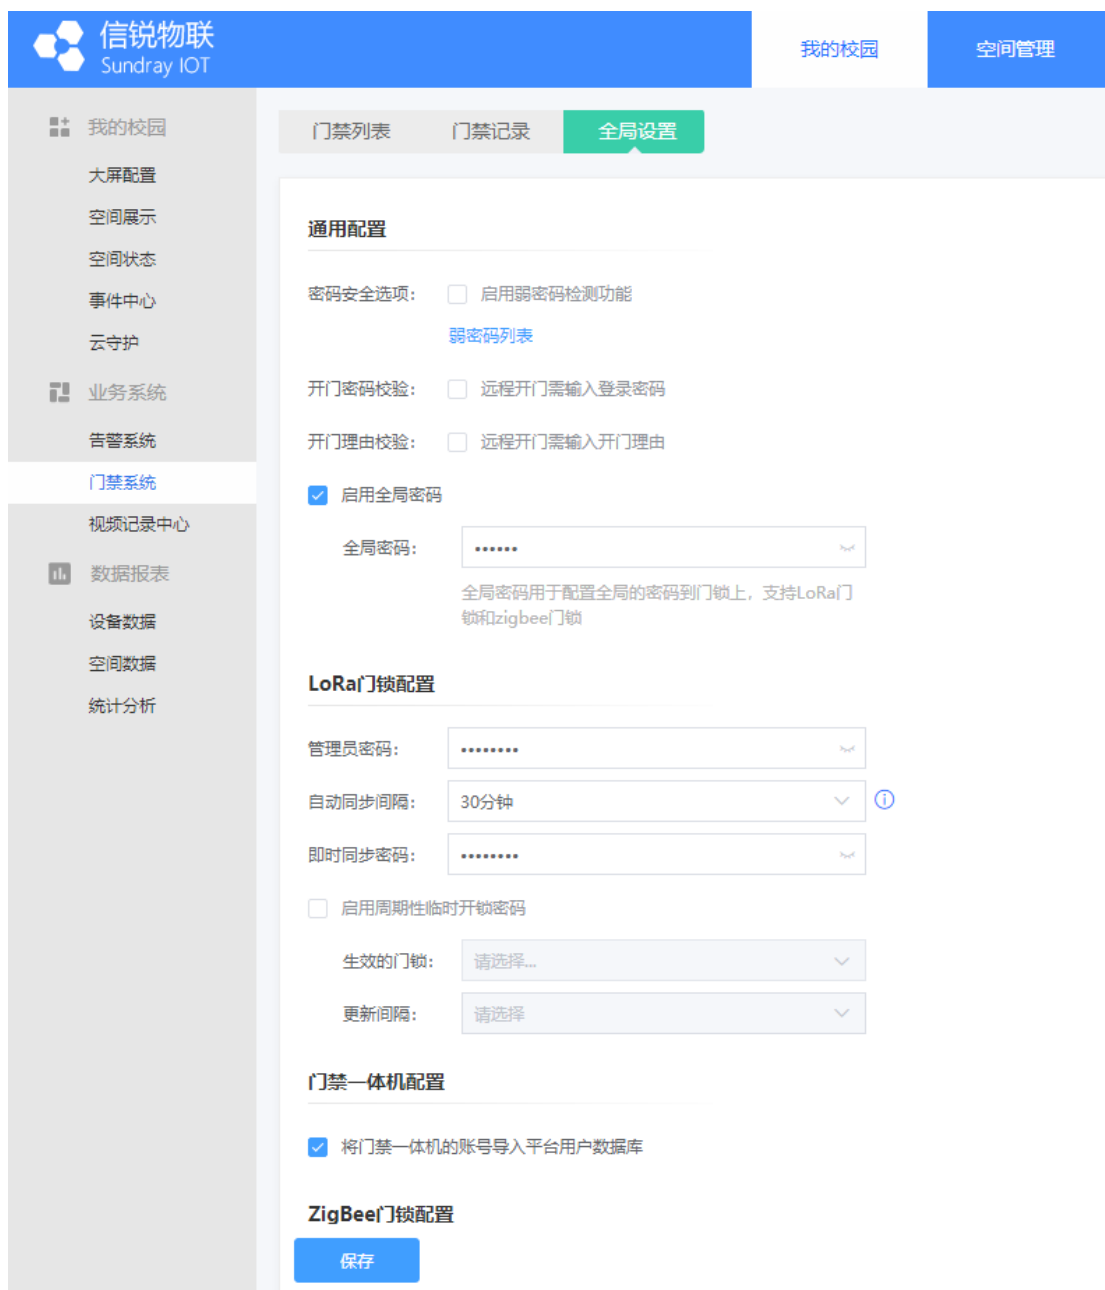 信锐物联
Sundray IOT
我的校园
空间管理
我的校园
大屏配置
空间展示
空间状态
事件中心
云守护
业务系统
告警系统
门禁系统
视频记录中心
数据报表
设备数据
空间数据
统计分析
门禁列表
门禁记录
全局设置
通用配置
密码安全选项： 启用弱密码检测功能
弱密码列表
开门密码校验： 远程开门需输入登录密码
开门理由校验： 远程开门需输入开门理由
启用全局密码
全局密码： ••••••
全局密码用于配置全局的密码到门锁上，支持LoRa门
锁和zigbee门锁
LoRa门锁配置
管理员密码： ••••••••
自动同步间隔： 30分钟
即时同步密码： ••••••••
启用周期性临时开锁密码
生效的门锁： 请选择...
更新间隔： 请选择
门禁一体机配置
将门禁一体机的账号导入平台用户数据库
ZigBee门锁配置
保存